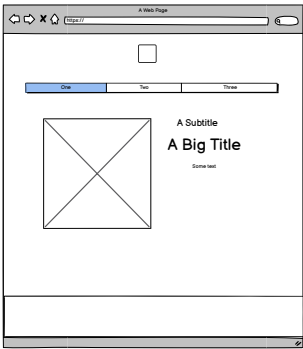 A Web Page
https://
One Two Three
A Subtitle
A Big Title
Some text